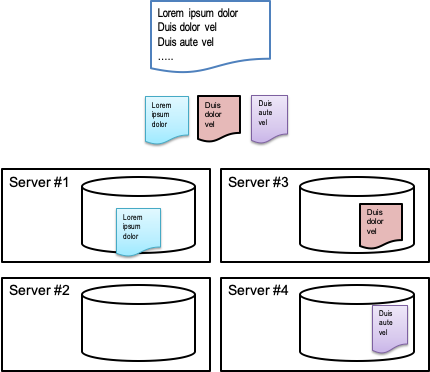 Lorem ipsum dolor
Duis dolor vel
Duis aute vel
.....
Lorem
ipsum
dolor
Duis
dolor
vel
Duis
aute
vel
Server #1
Lorem
ipsum
dolor
Server #3
Duis
dolor
vel
Server #2
Server #4
Duis
aute
vel